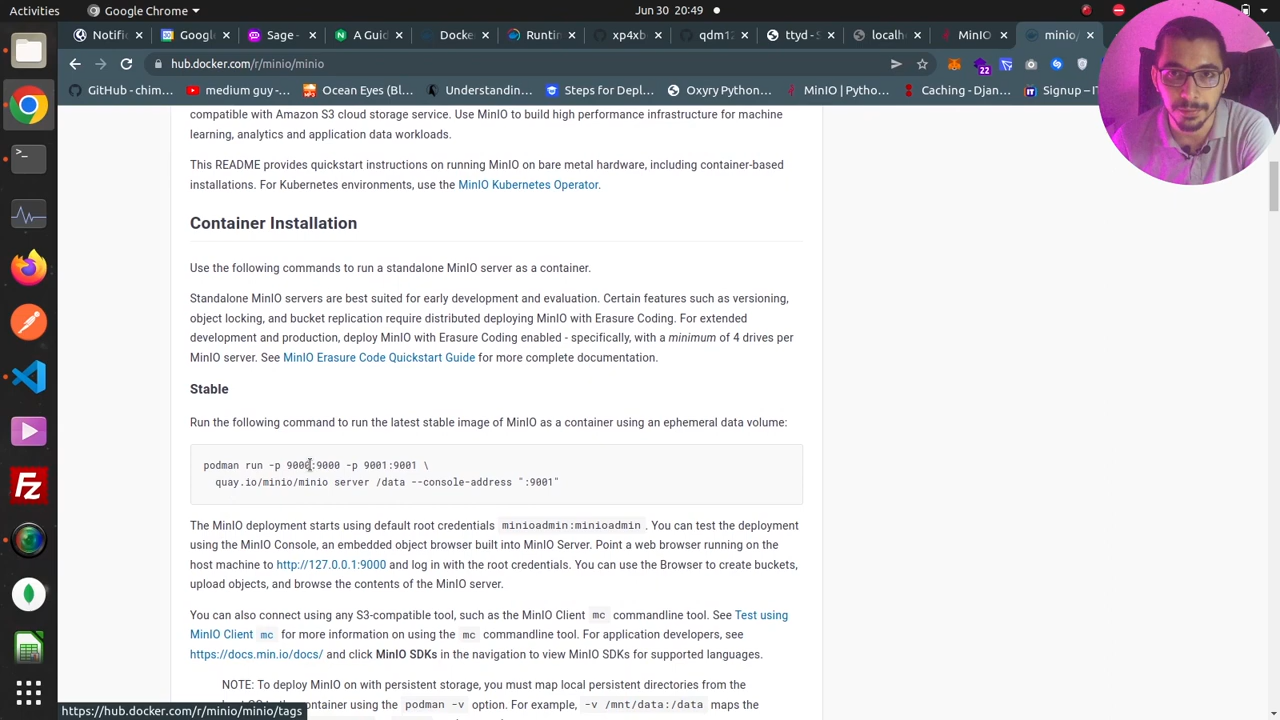 Activities
Google Chrome
Jun 30 20:49
Notific
Google
Sage -
A Guid
Docke
Runtin
xp4xb
qdm12
ttyd - S
localh
MinIO
minio/
hub.docker.com/r/minio/minio
22
GitHub - chim...
medium guy -...
Ocean Eyes (Bl...
Understandin...
Steps for Depl...
Oxyry Python...
MinIO | Pytho...
Caching - Djan...
Signup – IT
compatible with Amazon S3 cloud storage service. Use MinIO to build high performance infrastructure for machine
learning, analytics and application data workloads.
This README provides quickstart instructions on running MinIO on bare metal hardware, including container-based
installations. For Kubernetes environments, use the MinIO Kubernetes Operator.
Container Installation
Use the following commands to run a standalone MinIO server as a container.
Standalone MinIO servers are best suited for early development and evaluation. Certain features such as versioning,
object locking, and bucket replication require distributed deploying MinIO with Erasure Coding. For extended
development and production, deploy MinIO with Erasure Coding enabled - specifically, with a minimum of 4 drives per
MinIO server. See MinIO Erasure Code Quickstart Guide for more complete documentation.
Stable
Run the following command to run the latest stable image of MinIO as a container using an ephemeral data volume:
podman run -p 9000:9000 -p 9001:9001 \
quay.io/minio/minio server /data --console-address ":9001"
The MinIO deployment starts using default root credentials minioadmin:minioadmin . You can test the deployment
using the MinIO Console, an embedded object browser built into MinIO Server. Point a web browser running on the
host machine to http://127.0.0.1:9000 and log in with the root credentials. You can use the Browser to create buckets,
upload objects, and browse the contents of the MinIO server.
You can also connect using any S3-compatible tool, such as the MinIO Client mc commandline tool. See Test using
MinIO Client mc for more information on using the mc commandline tool. For application developers, see
https://docs.min.io/docs/ and click MinIO SDKs in the navigation to view MinIO SDKs for supported languages.
NOTE: To deploy MinIO on with persistent storage, you must map local persistent directories from the
container using the podman -v option. For example, -v /mnt/data:/data maps the
https://hub.docker.com/r/minio/minio/tags